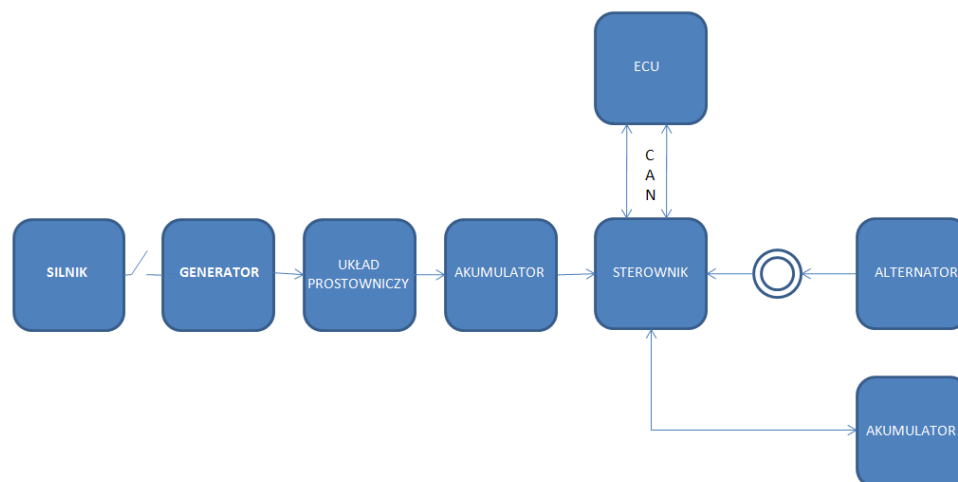 ECU
C
A
N
SILNIK
GENERATOR
UKŁAD
PROSTOWNICZY
AKUMULATOR
STEROWNIK
ALTERNATOR
AKUMULATOR